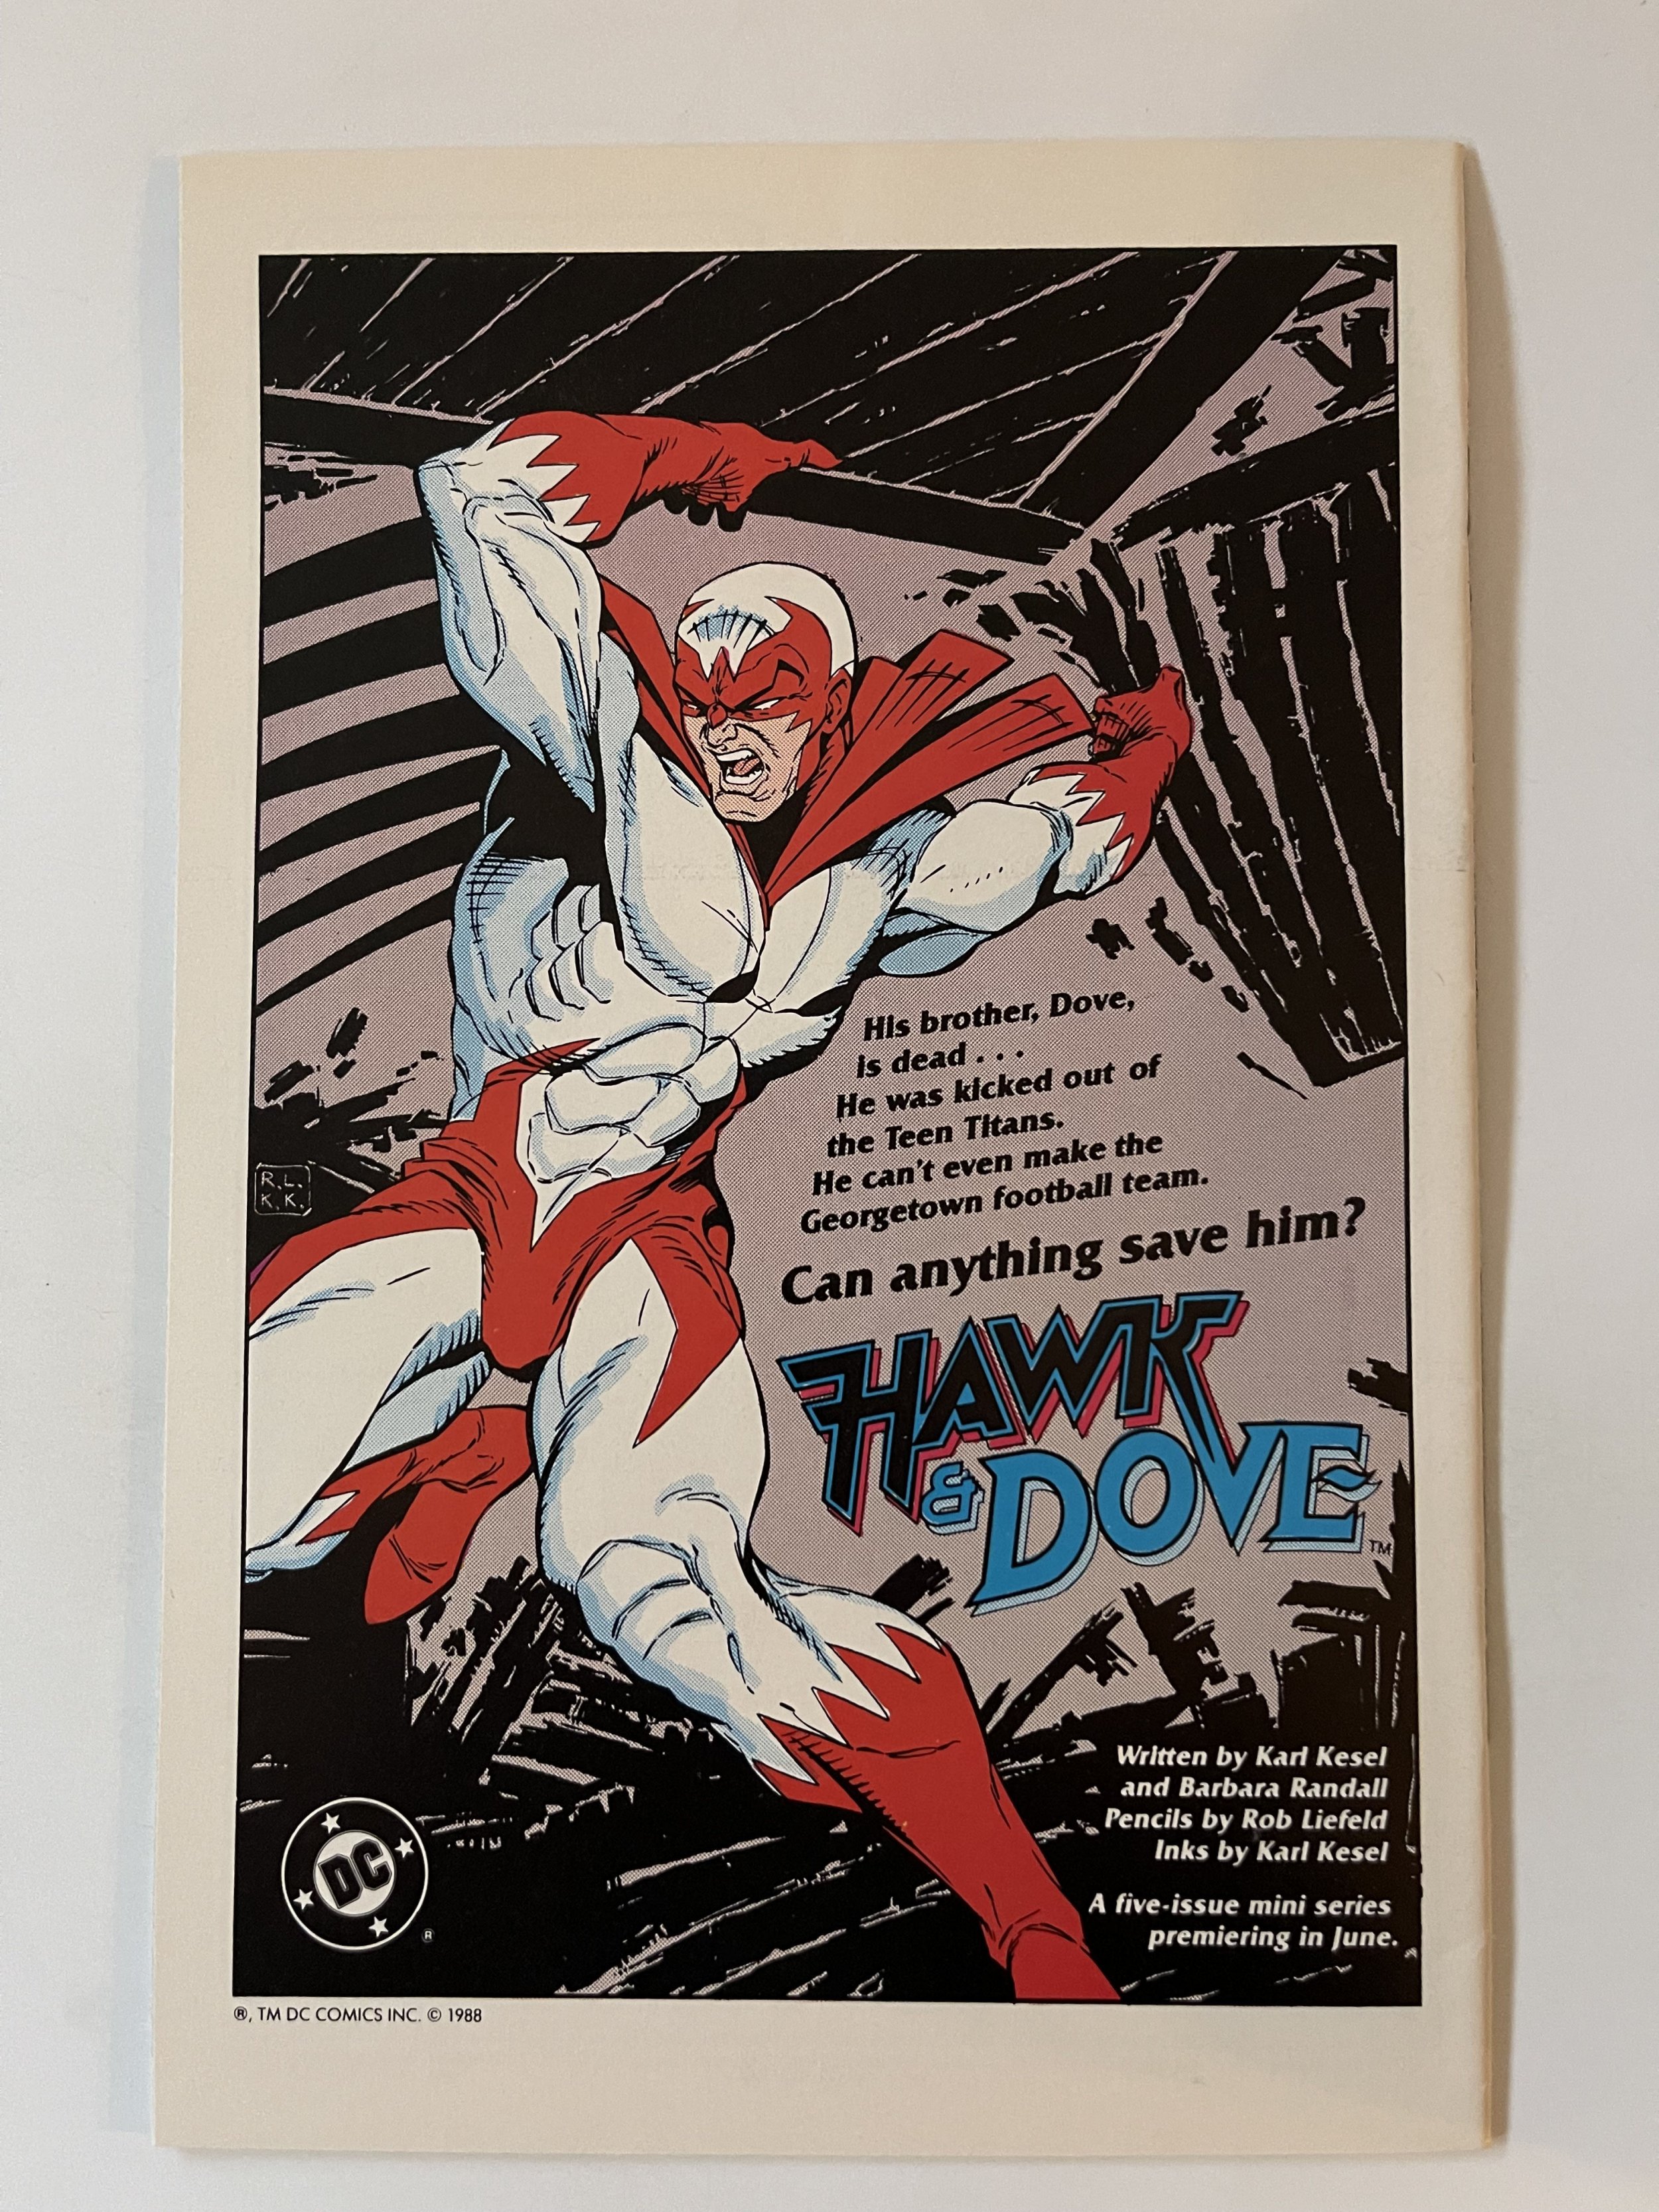 His brother, Dove,
is dead . . .
He was kicked out of
the Teen Titans.
He can't even make the
Georgetown football team.
Can anything save him?
HAWK
& DOVE TM
R.L.
K.K.
Written by Karl Kesel
and Barbara Randall
Pencils by Rob Liefeld
Inks by Karl Kesel
A five-issue mini series
premiering in June.
DC ®
®, TM DC COMICS INC. © 1988